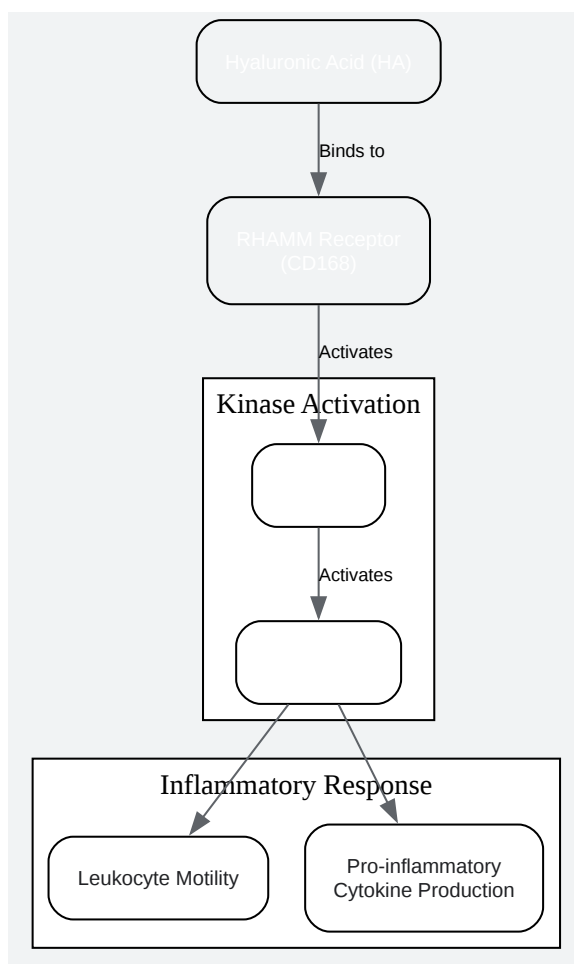 Hyaluronic Acid (HA)
Binds to
RHAMM Receptor
(CD168)
Activates
Kinase Activation
Activates
Inflammatory Response
Leukocyte Motility
Pro-inflammatory
Cytokine Production